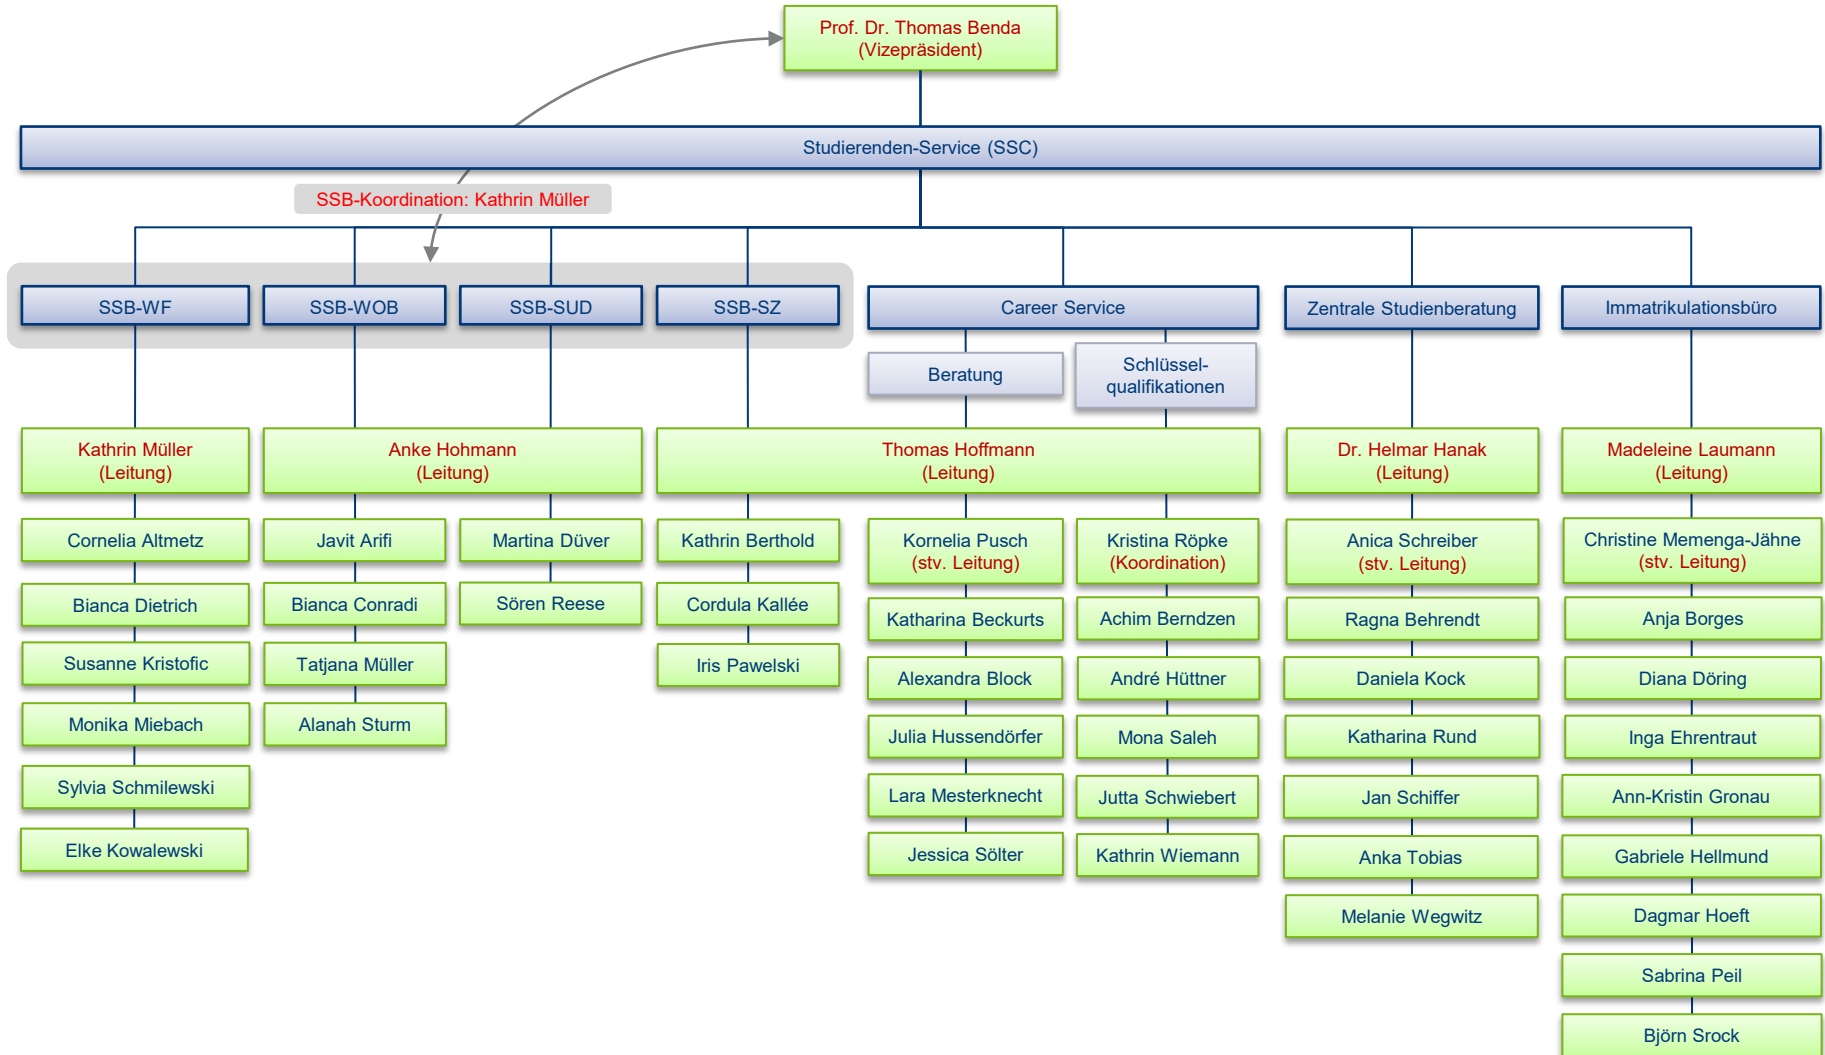 Prof. Dr. Thomas Benda
(Vizepräsident)
Studierenden-Service (SSC)
SSB-Koordination: Kathrin Müller
SSB-WF
SSB-WOB
SSB-SUD
SSB-SZ
Career Service
Zentrale Studienberatung
Immatrikulationsbüro
Beratung
Schlüssel-
qualifikationen
Kathrin Müller
(Leitung)
Anke Hohmann
(Leitung)
Thomas Hoffmann
(Leitung)
Dr. Helmar Hanak
(Leitung)
Madeleine Laumann
(Leitung)
Cornelia Altmetz
Bianca Dietrich
Susanne Kristofic
Monika Miebach
Sylvia Schmilewski
Elke Kowalewski
Javit Arifi
Bianca Conradi
Tatjana Müller
Alanah Sturm
Martina Düver
Sören Reese
Kathrin Berthold
Cordula Kallée
Iris Pawelski
Kornelia Pusch
(stv. Leitung)
Katharina Beckurts
Alexandra Block
Julia Hussendörfer
Lara Mesterknecht
Jessica Sölter
Kristina Röpke
(Koordination)
Achim Berndzen
André Hüttner
Mona Saleh
Jutta Schwiebert
Kathrin Wiemann
Anica Schreiber
(stv. Leitung)
Ragna Behrendt
Daniela Kock
Katharina Rund
Jan Schiffer
Anka Tobias
Melanie Wegwitz
Christine Memenga-Jähne
(stv. Leitung)
Anja Borges
Diana Döring
Inga Ehrentraut
Ann-Kristin Gronau
Gabriele Hellmund
Dagmar Hoeft
Sabrina Peil
Björn Srock